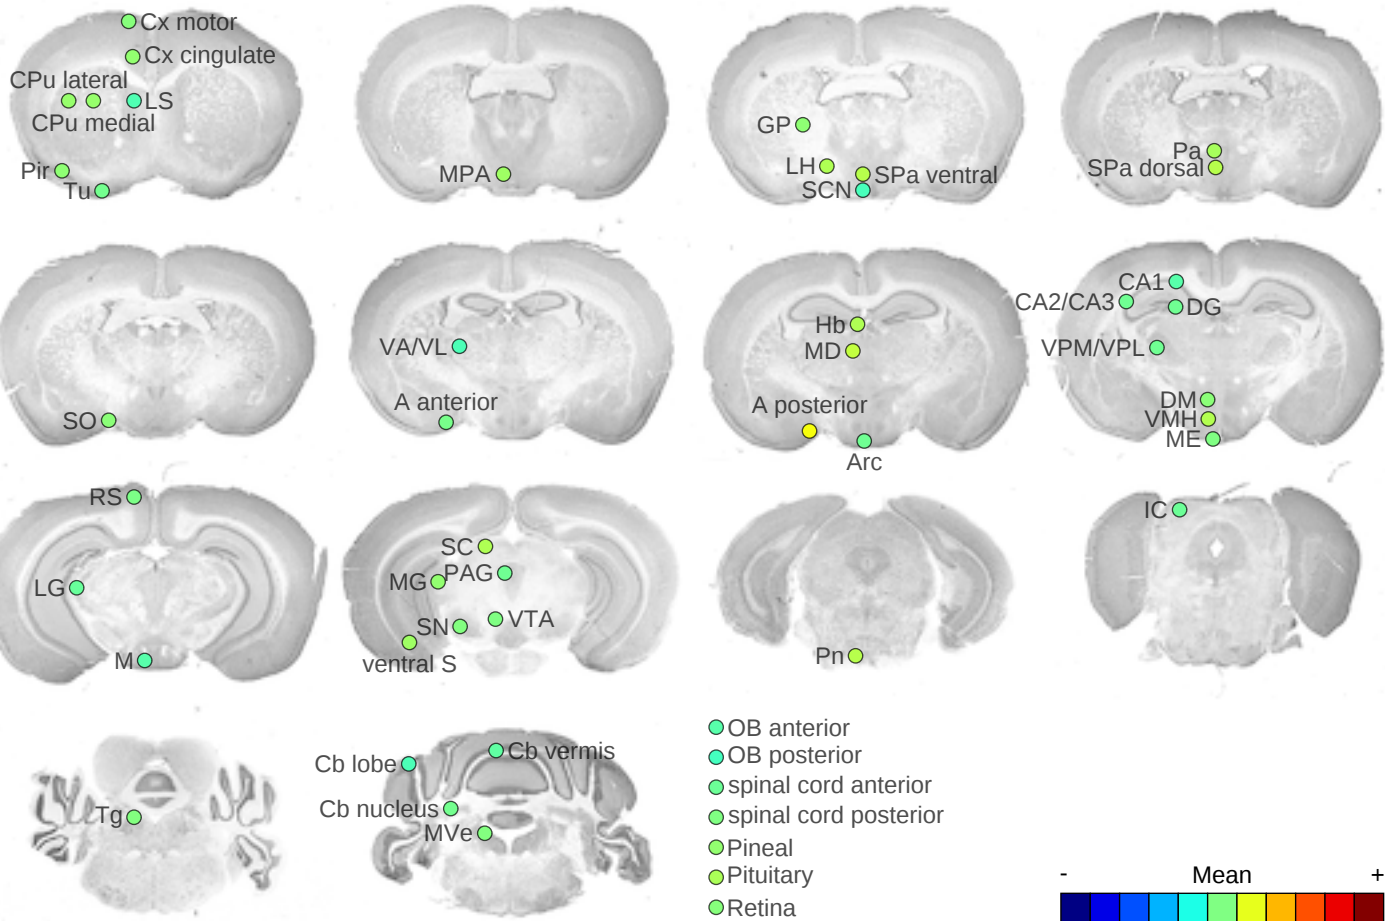 Cx motor
Cx cingulate
CPu lateral
LS
CPu medial
Pir
Tu
MPA
GP
LH
SPa ventral
SCN
Pa
SPa dorsal
SO
VA/VL
A anterior
Hb
MD
A posterior
Arc
CA1
CA2/CA3
DG
VPM/VPL
DM
VMH
ME
RS
LG
M
SC
PAG
MG
VTA
SN
ventral S
Pn
IC
Tg
Cb vermis
Cb lobe
Cb nucleus
MVe
OB anterior
OB posterior
spinal cord anterior
spinal cord posterior
Pineal
Pituitary
Retina
- Mean +